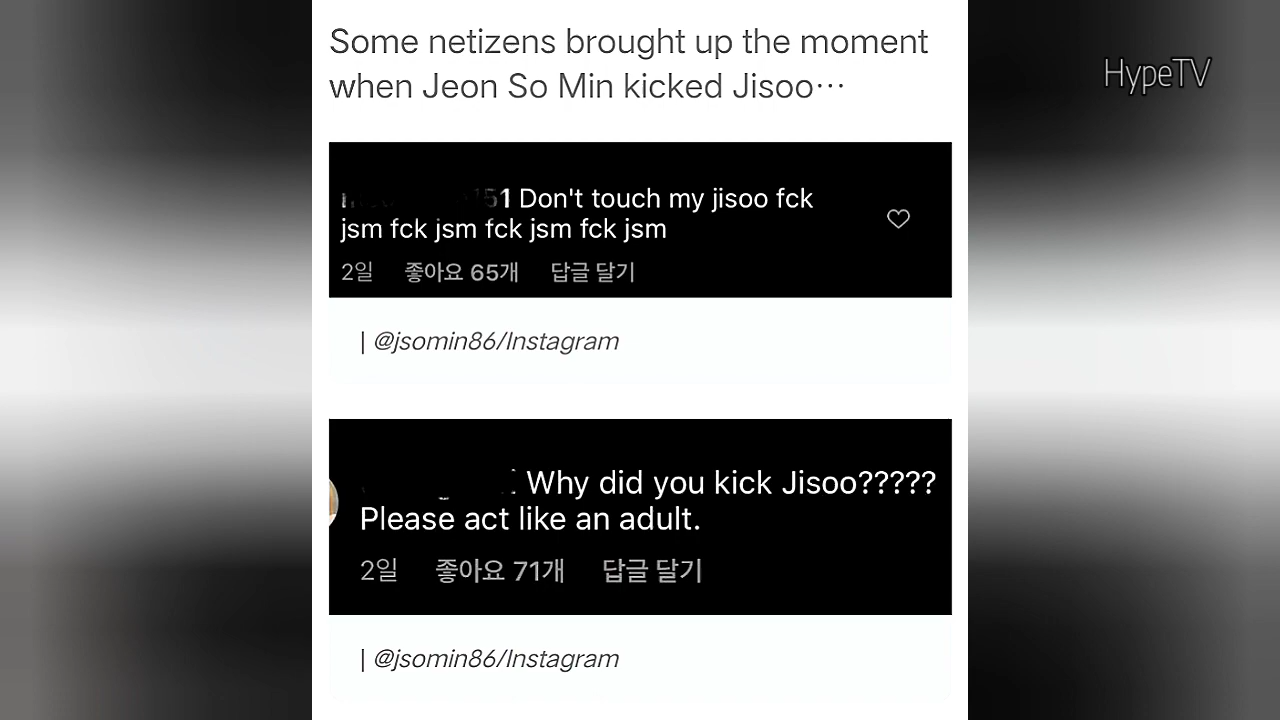 Some netizens brought up the moment
when Jeon So Min kicked Jisoo…
HypeTV
51 Don't touch my jisoo fck
jsm fck jsm fck jsm fck jsm
2일 좋아요 65개 답글 달기
| @jsomin86/Instagram
Why did you kick Jisoo?????
Please act like an adult.
2일 좋아요 71개 답글 달기
| @jsomin86/Instagram